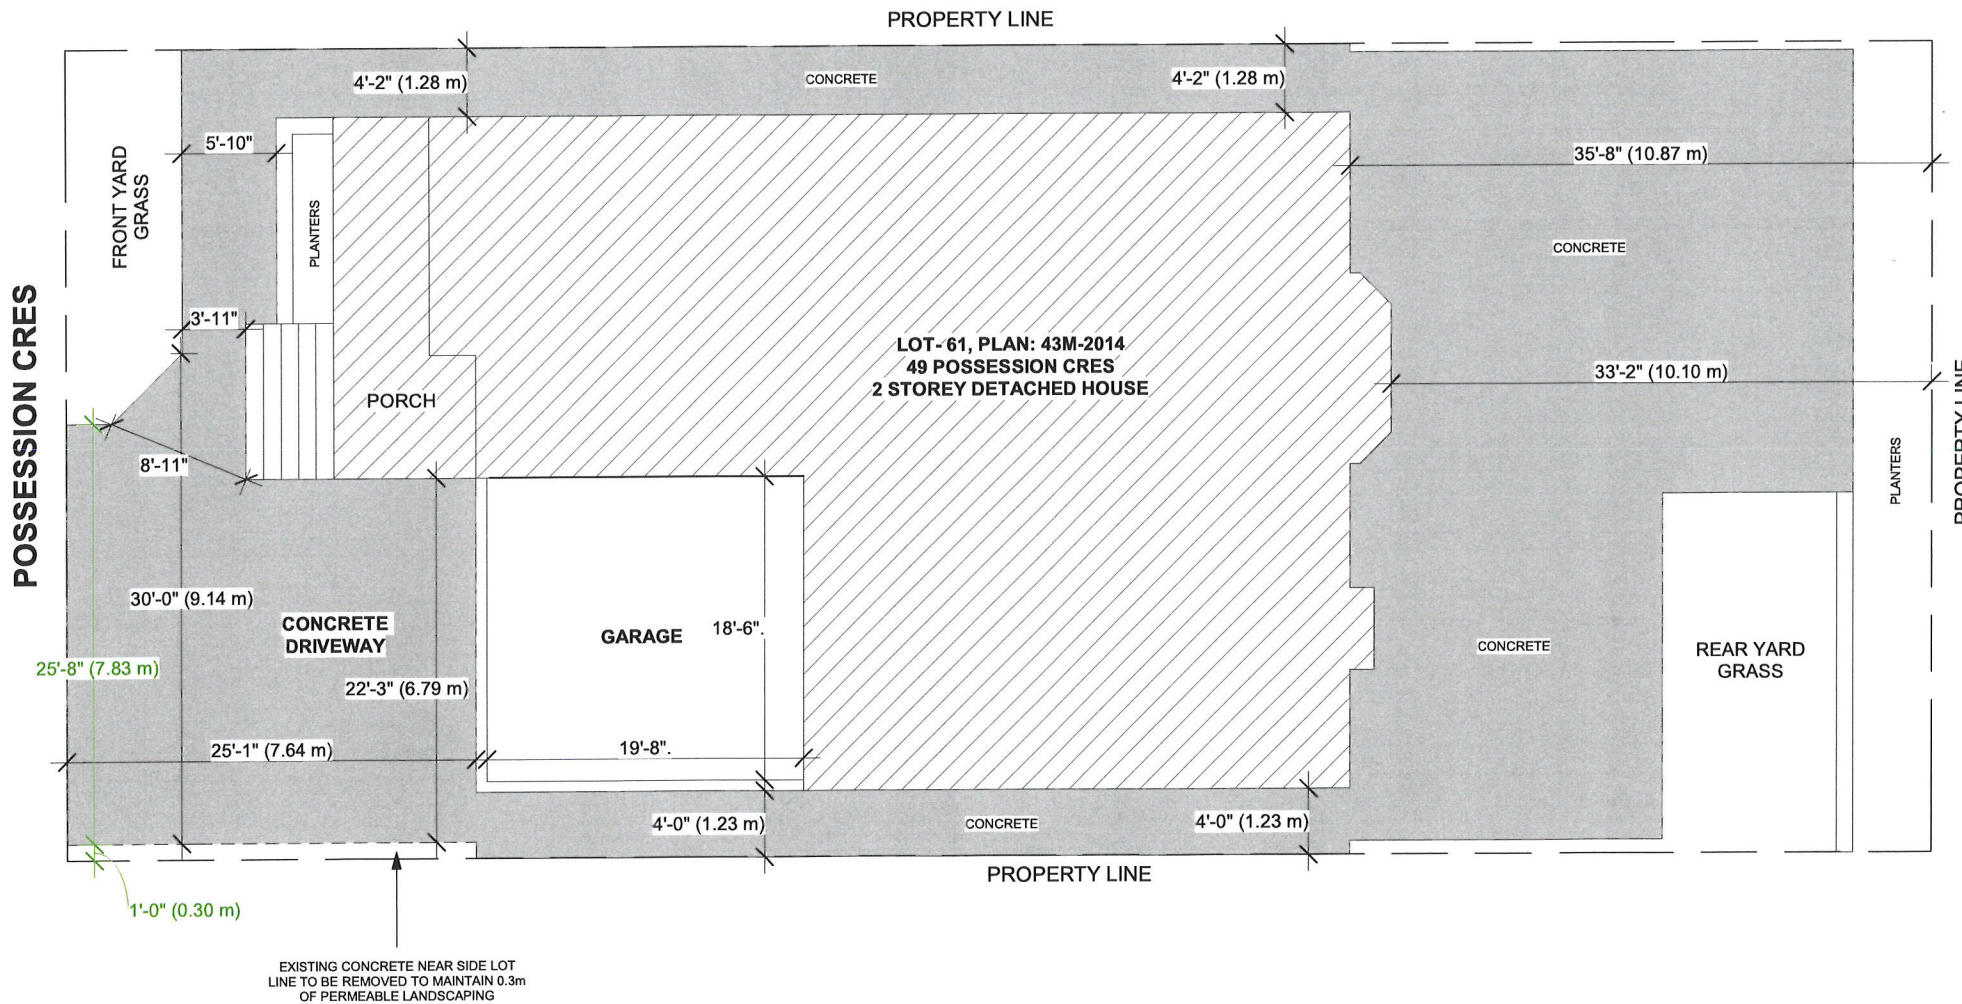 PROPERTY LINE
4'-2" (1.28 m)
CONCRETE
4'-2" (1.28 m)
5'-10"
35'-8" (10.87 m)
FRONT YARD
GRASS
PLANTERS
CONCRETE
3'-11"
POSSESSION CRES
LOT- 61, PLAN: 43M-2014
49 POSSESSION CRES
2 STOREY DETACHED HOUSE
33'-2" (10.10 m)
PORCH
PROPERTY LINE
PLANTERS
8'-11"
30'-0" (9.14 m)
CONCRETE
DRIVEWAY
GARAGE
18'-6".
CONCRETE
REAR YARD
GRASS
25'-8" (7.83 m)
22'-3" (6.79 m)
25'-1" (7.64 m)
19'-8".
4'-0" (1.23 m)
CONCRETE
4'-0" (1.23 m)
PROPERTY LINE
1'-0" (0.30 m)
EXISTING CONCRETE NEAR SIDE LOT
LINE TO BE REMOVED TO MAINTAIN 0.3m
OF PERMEABLE LANDSCAPING